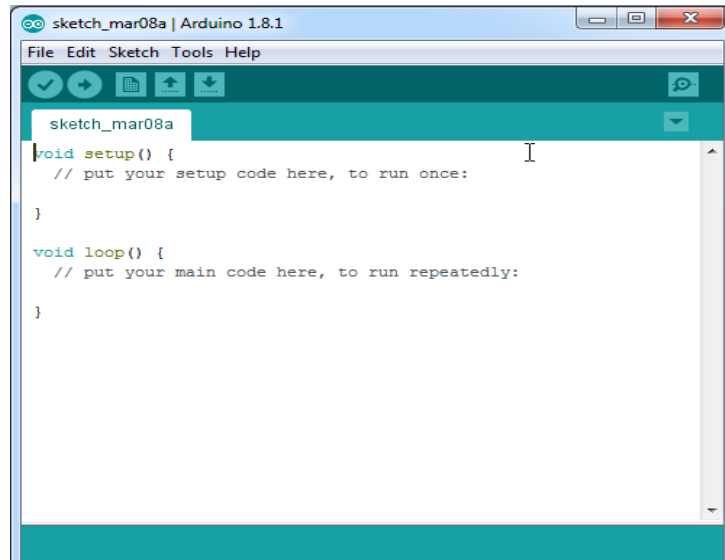 sketch_mar08a | Arduino 1.8.1
File Edit Sketch Tools Help
sketch_mar08a
void setup() {
  // put your setup code here, to run once:

}

void loop() {
  // put your main code here, to run repeatedly:

}